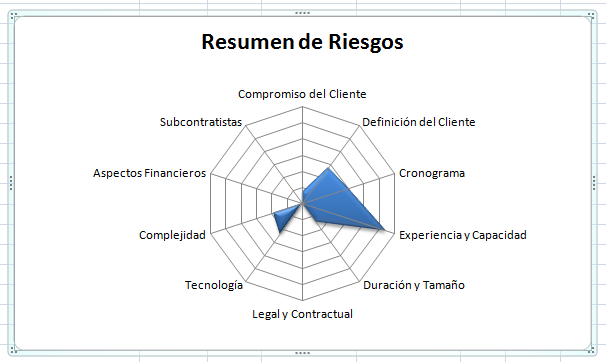 Resumen de Riesgos
Compromiso del Cliente
Subcontratistas
Definición del Cliente
Aspectos Financieros
Cronograma
Complejidad
Experiencia y Capacidad
Tecnología
Duración y Tamaño
Legal y Contractual